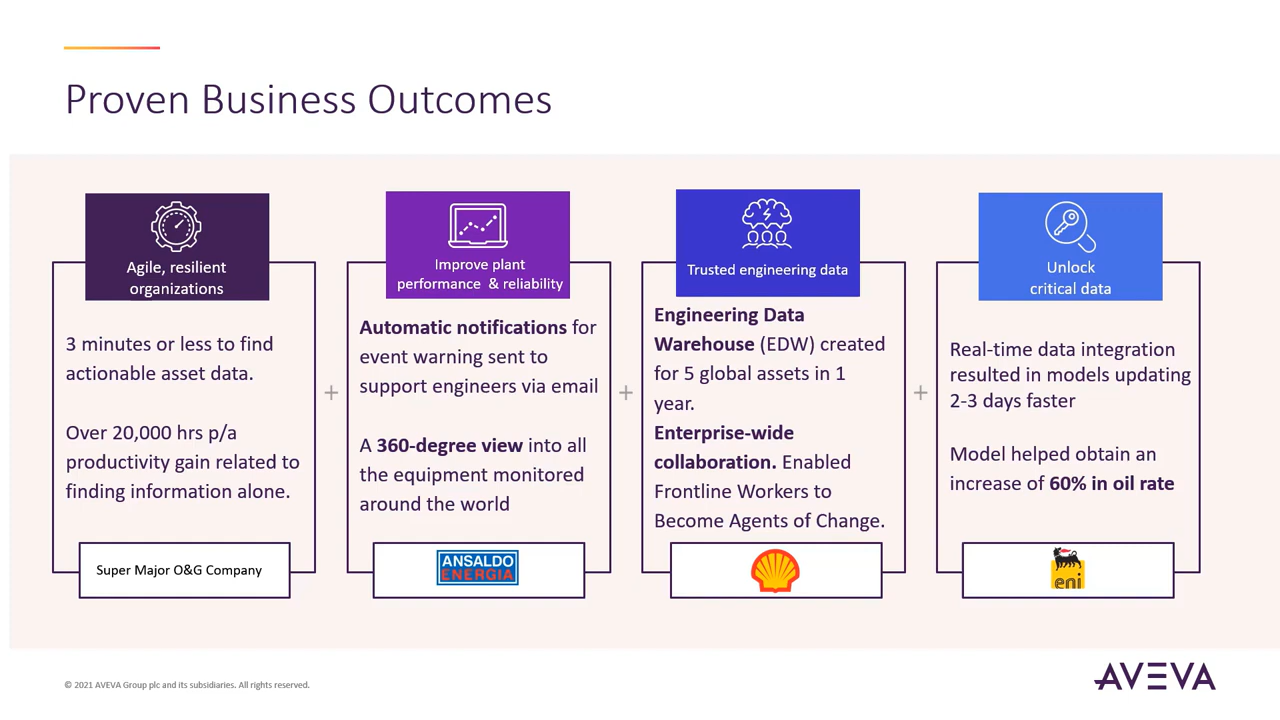 Proven Business Outcomes
Agile, resilient
organizations
3 minutes or less to find
actionable asset data.
Over 20,000 hrs p/a
productivity gain related to
finding information alone.
Super Major O&G Company
Improve plant
performance & reliability
Automatic notifications for
event warning sent to
support engineers via email
A 360-degree view into all
the equipment monitored
around the world
ANSALDO
ENERGIA
Trusted engineering data
Engineering Data
Warehouse (EDW) created
for 5 global assets in 1
year.
Enterprise-wide
collaboration. Enabled
Frontline Workers to
Become Agents of Change.
Unlock
critical data
Real-time data integration
resulted in models updating
2-3 days faster
Model helped obtain an
increase of 60% in oil rate
eni
+
+
+
© 2021 AVEVA Group plc and its subsidiaries. All rights reserved.
AVEVA